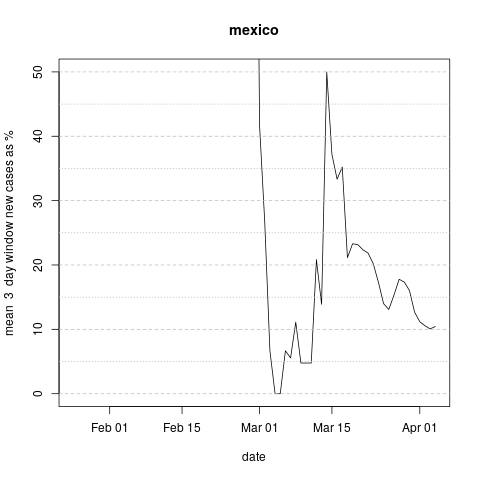 mexico
mean 3 day window new cases as %
50
40
30
20
10
0
Feb 01
Feb 15
Mar 01
Mar 15
Apr 01
date